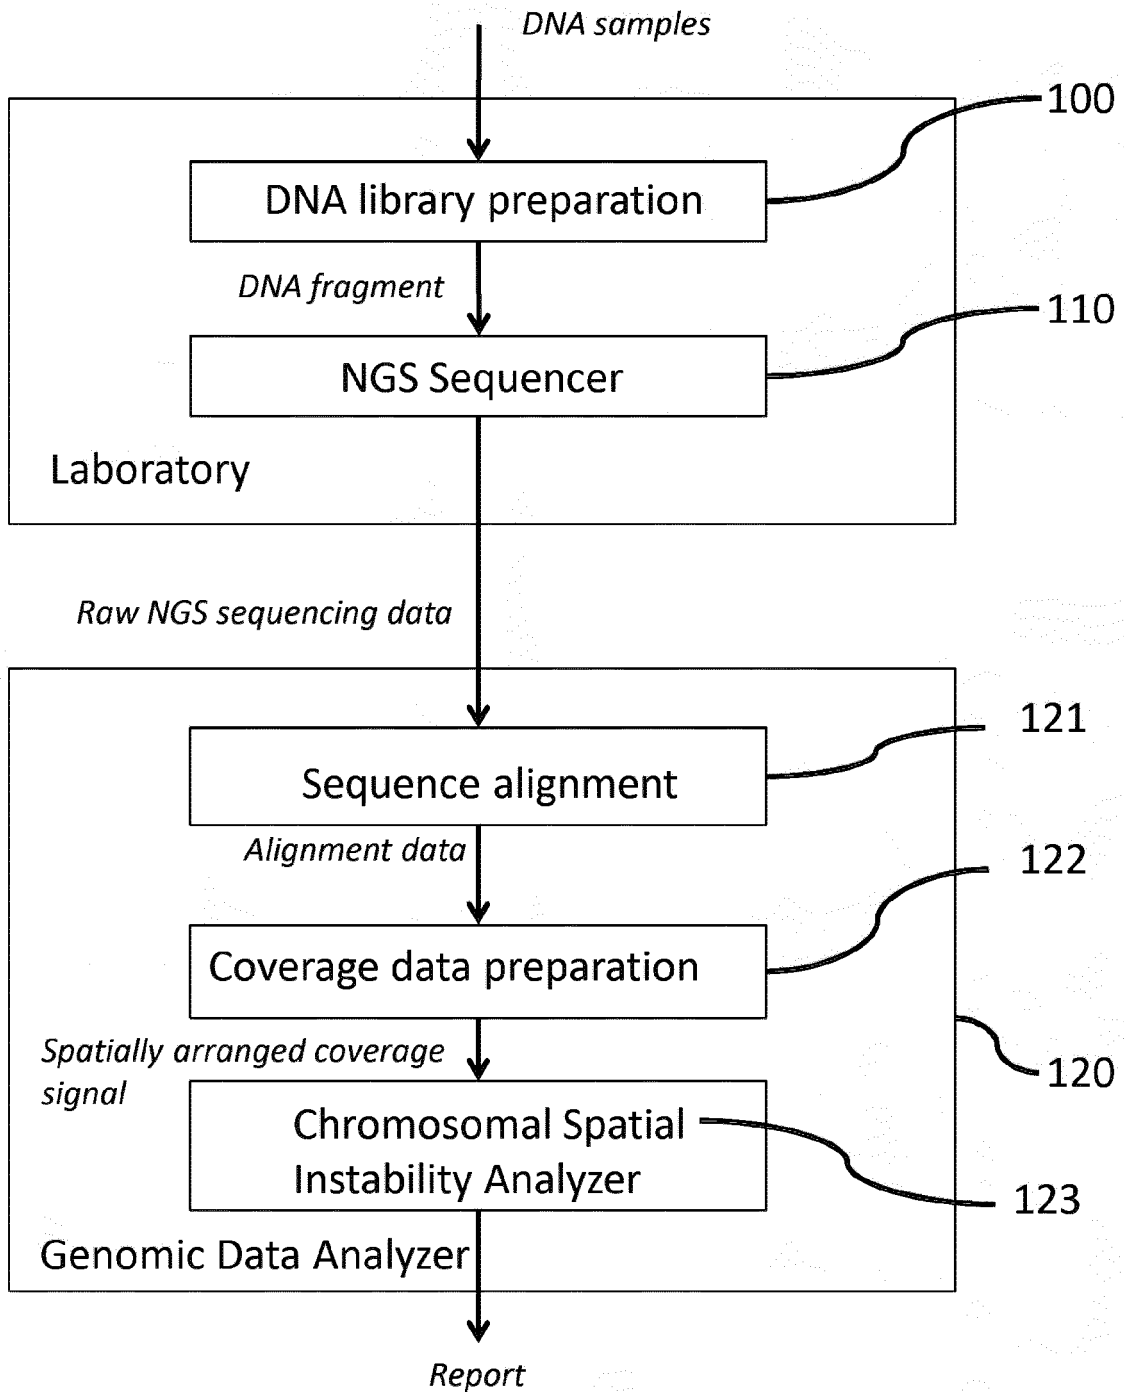 DNA samples
100
DNA library preparation
DNA fragment
110
NGS Sequencer
Laboratory
Raw NGS sequencing data
121
Sequence alignment
Alignment data
122
Coverage data preparation
Spatially arranged coverage
signal
120
Chromosomal Spatial
Instability Analyzer
123
Genomic Data Analyzer
Report